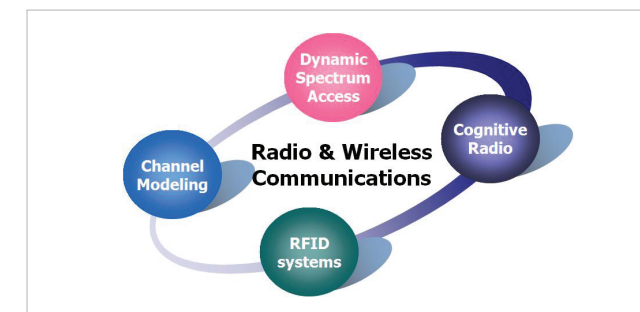 Dynamic
Spectrum
Access
Cognitive
Radio
Radio & Wireless
Communications
Channel
Modeling
RFID
systems